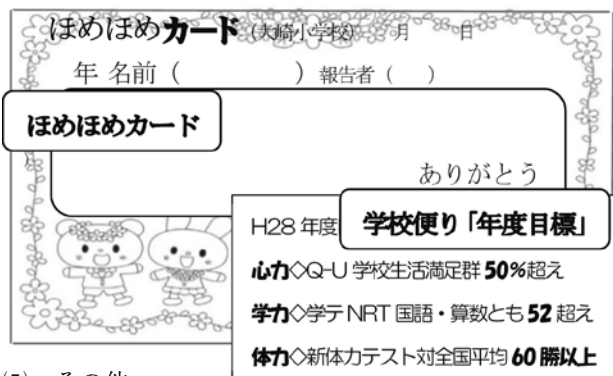 ほめほめカード (大崎小学校) 月 日
年 名前 ( ) 報告者 ( )
ほめほめカード
ありがとう
H28 年度
学校便り「年度目標」
心力◇Q-U 学校生活満足群 50%超え
学力◇学テ NRT 国語・算数とも 52 超え
体力◇新体力テスト対全国平均 60 勝以上